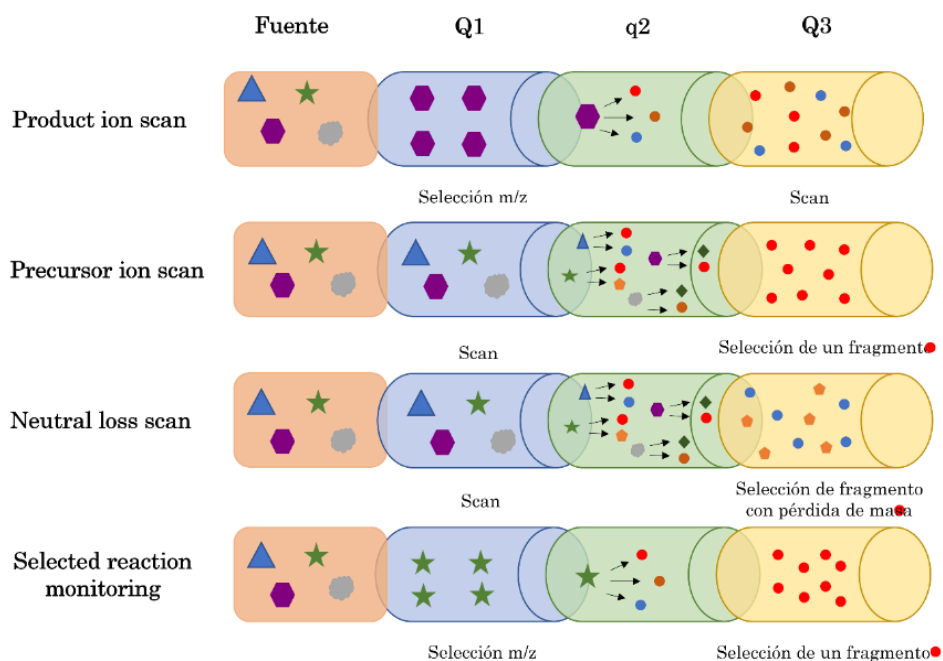 Fuente Q1 q2 Q3
Product ion scan
Selección m/z Scan
Precursor ion scan
Scan Selección de un fragmento
Neutral loss scan
Scan Selección de fragmento
con pérdida de masa
Selected reaction
monitoring
Selección m/z Selección de un fragmento